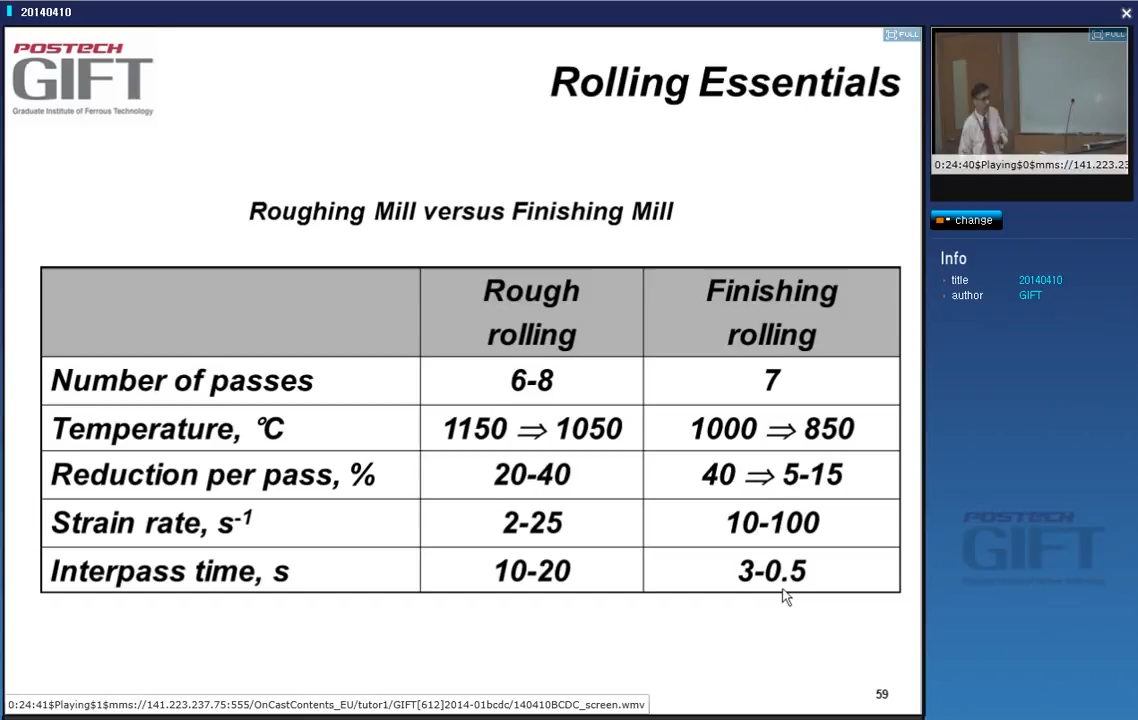 20140410
FULL
POSTECH
GIFT
Graduate Institute of Ferrous Technology
Rolling Essentials
Roughing Mill versus Finishing Mill
Rough rolling
Finishing rolling
Number of passes 6-8 7
Temperature, ℃ 1150 ⇒ 1050 1000 ⇒ 850
Reduction per pass, % 20-40 40 ⇒ 5-15
Strain rate, s-1 2-25 10-100
Interpass time, s 10-20 3-0.5
59
0:24:41$Playing$1$mms://141.223.237.75:555/OnCastContents_EU/tutor1/GIFT[612]2014-01bcdc/140410BCDC_screen.wmv
FULL
0:24:40$Playing$0$mms://141.223.23
change
Info
title 20140410
author GIFT
POSTECH
GIFT